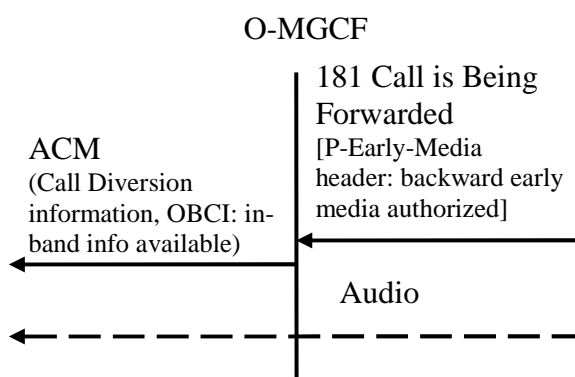 O-MGCF
181 Call is Being
Forwarded
[P-Early-Media
header: backward early
media authorized]
ACM
(Call Diversion
information, OBCI: in-
band info available)
Audio